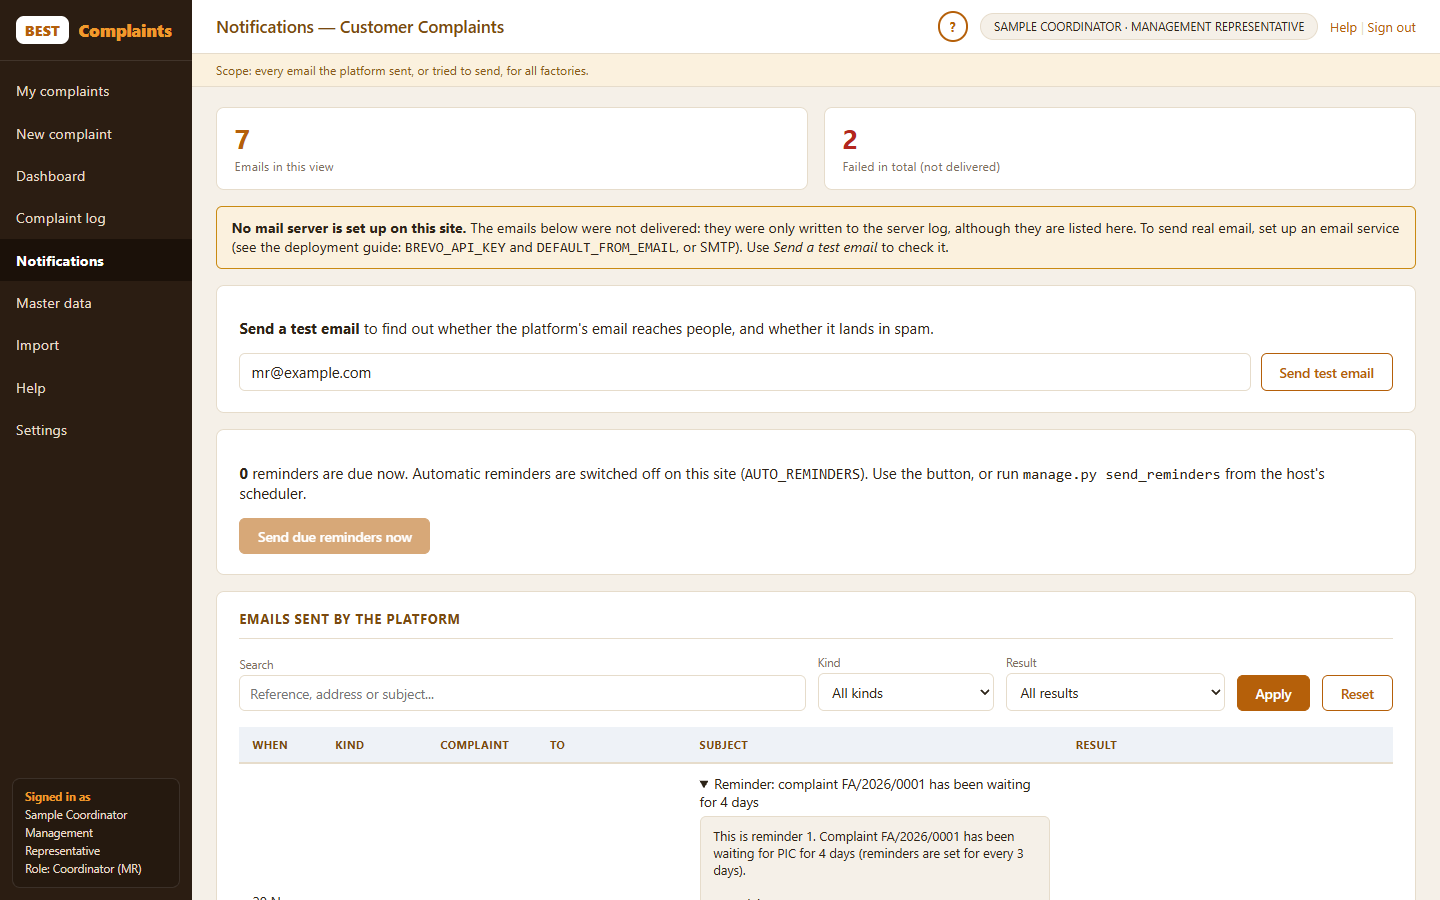 BEST Complaints
My complaints
New complaint
Dashboard
Complaint log
Notifications
Master data
Import
Help
Settings
Signed in as
Sample Coordinator
Management
Representative
Role: Coordinator (MR)
Notifications — Customer Complaints
?
SAMPLE COORDINATOR · MANAGEMENT REPRESENTATIVE
Help | Sign out
Scope: every email the platform sent, or tried to send, for all factories.
7
Emails in this view
2
Failed in total (not delivered)
No mail server is set up on this site. The emails below were not delivered: they were only written to the server log, although they are listed here. To send real email, set up an email service
(see the deployment guide: BREVO_API_KEY and DEFAULT_FROM_EMAIL, or SMTP). Use Send a test email to check it.
Send a test email to find out whether the platform's email reaches people, and whether it lands in spam.
mr@example.com
Send test email
0 reminders are due now. Automatic reminders are switched off on this site (AUTO_REMINDERS). Use the button, or run manage.py send_reminders from the host's
scheduler.
Send due reminders now
EMAILS SENT BY THE PLATFORM
Search
Kind
Result
Reference, address or subject...
All kinds
All results
Apply
Reset
WHEN KIND COMPLAINT TO SUBJECT RESULT
▼ Reminder: complaint FA/2026/0001 has been waiting
for 4 days
This is reminder 1. Complaint FA/2026/0001 has been
waiting for PIC for 4 days (reminders are set for every 3
days).